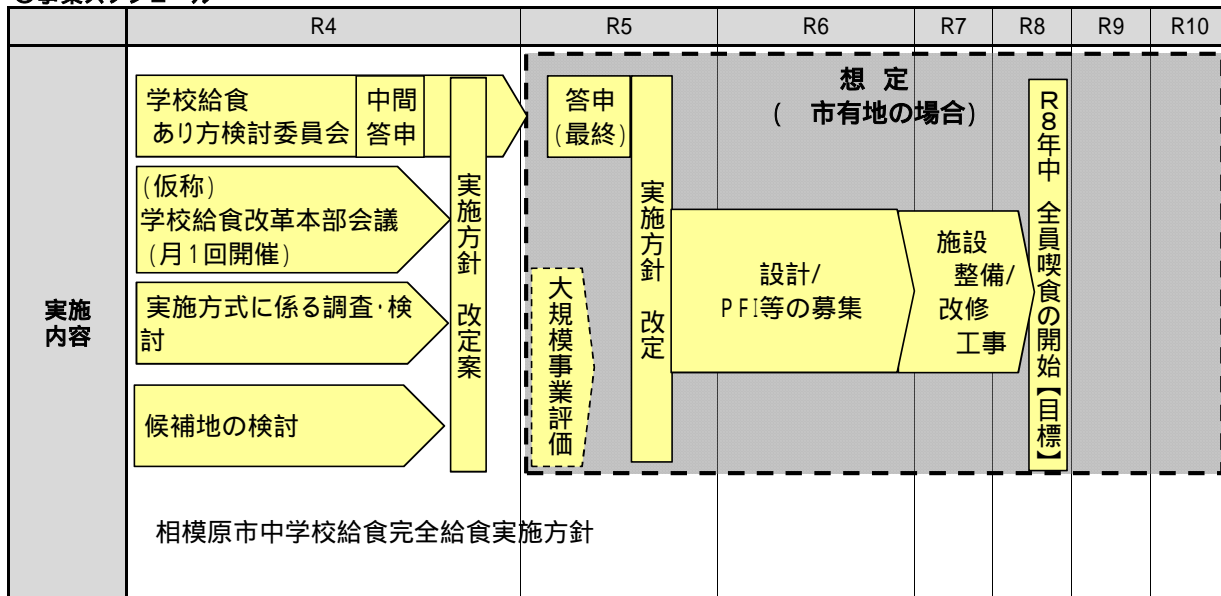 R4 R5 R6 R7 R8 R9 R10
実施
内容
学校給食
あり方検討委員会
中間
答申
(仮称)
学校給食改革本部会議
(月1回開催)
実施方式に係る調査・検
討
候補地の検討
実施方針 改定案
答申
(最終)
大規模事業評価
実施方針 改定
想 定
( 市有地の場合)
設計/
PFI等の募集
施設
整備/
改修
工事
R8年中 全員喫食の開始【目標】
相模原市中学校給食完全給食実施方針